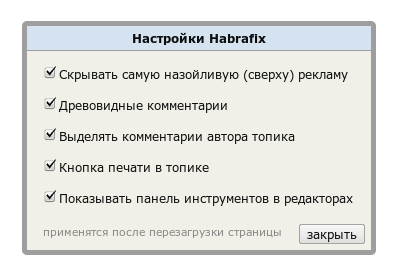 Настройки Habrafix
Скрывать самую назойливую (сверху) рекламу
Древовидные комментарии
Выделять комментарии автора топика
Кнопка печати в топике
Показывать панель инструментов в редакторах
применятся после перезагрузки страницы
закрыть